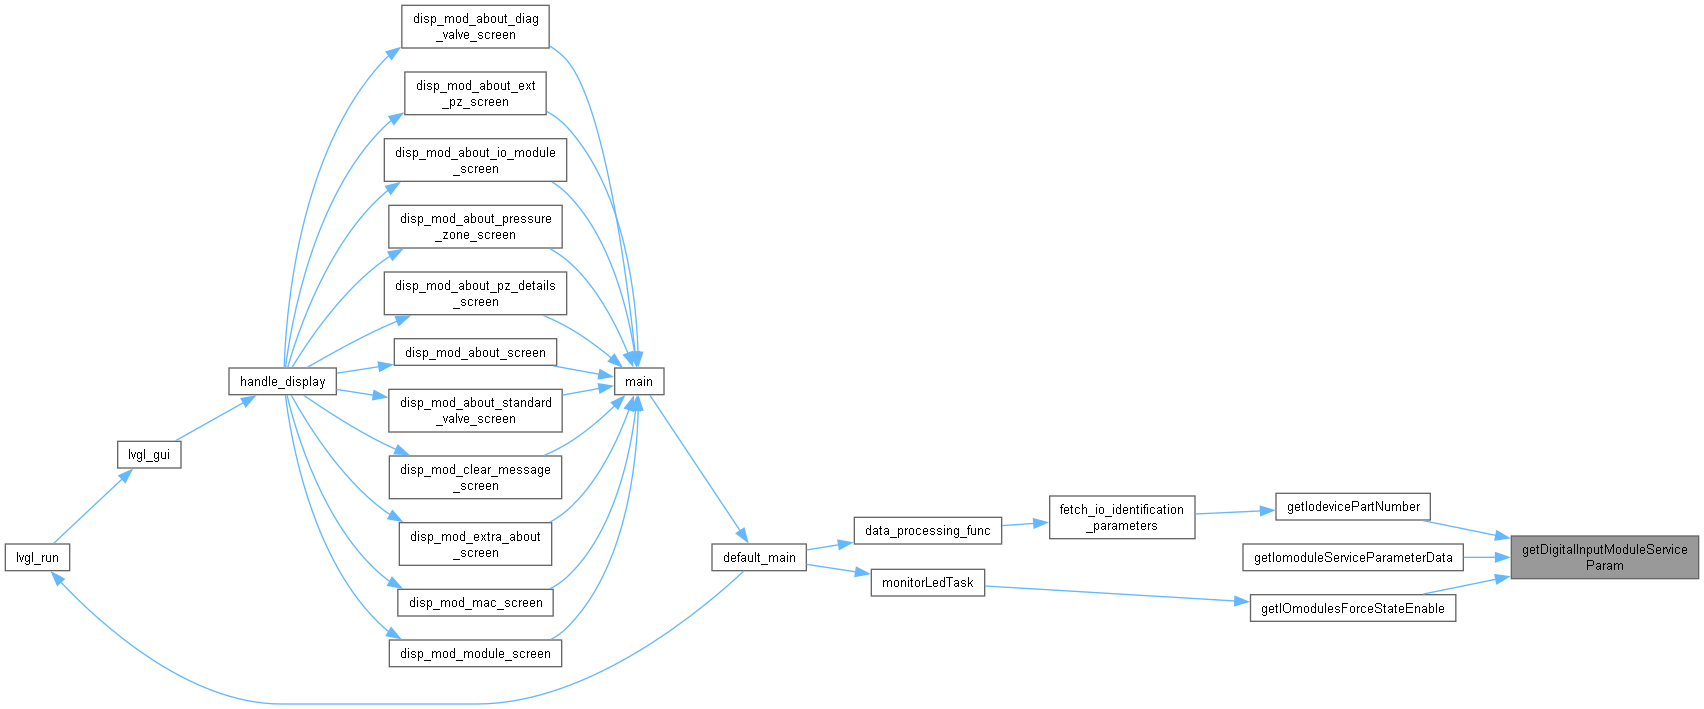 disp_mod_about_diag
_valve_screen
disp_mod_about_ext
_pz_screen
disp_mod_about_io_module
_screen
disp_mod_about_pressure
_zone_screen
disp_mod_about_pz_details
_screen
disp_mod_about_screen
handle_display
main
disp_mod_about_standard
_valve_screen
lvgl_gui
disp_mod_clear_message
_screen
disp_mod_extra_about
_screen
lvgl_run
default_main
data_processing_func
fetch_io_identification
_parameters
getIodevicePartNumber
getIomoduleServiceParameterData
getDigitalInputModuleService
Param
monitorLedTask
getIOmodulesForceStateEnable
disp_mod_mac_screen
disp_mod_module_screen